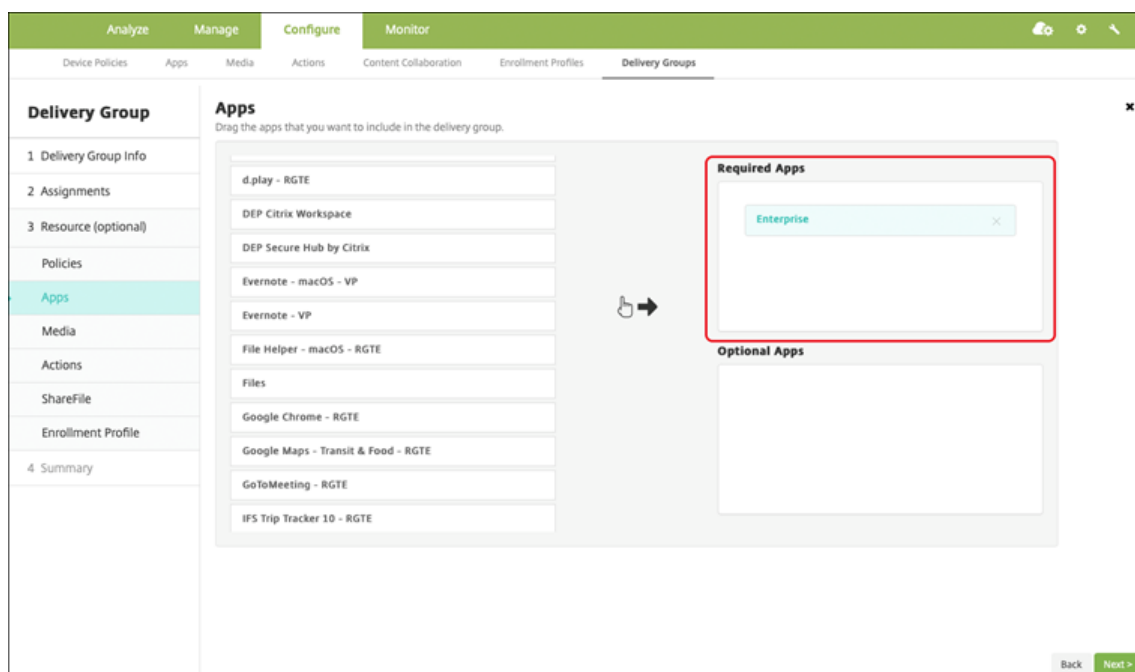 Analyze Manage Configure Monitor
Device Policies Apps Media Actions Content Collaboration Enrollment Profiles Delivery Groups
Delivery Group
1 Delivery Group Info
2 Assignments
3 Resource (optional)
Policies
Apps
Media
Actions
ShareFile
Enrollment Profile
4 Summary
Apps
Drag the apps that you want to include in the delivery group.
d.play - RGTE
DEP Citrix Workspace
DEP Secure Hub by Citrix
Evernote - macOS - VP
Evernote - VP
File Helper - macOS - RGTE
Files
Google Chrome - RGTE
Google Maps - Transit & Food - RGTE
GoToMeeting - RGTE
IFS Trip Tracker 10 - RGTE
Required Apps
Enterprise
Optional Apps
Back Next >